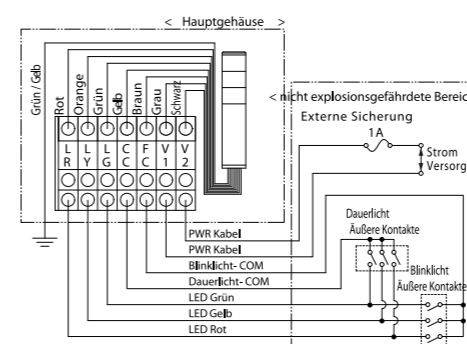 < Hauptgehäuse >
Grün / Gelb
Rot
Orange
Grün
Gelb
Braun
Grau
Schwarz
L R
L Y
L G
C C
F C
V 1
V 2
< nicht explosionsgefährdete Bereic
Externe Sicherung
1A
Strom
Versorg
Dauerlicht
Äußere Kontakte
Blinklicht
Äußere Kontakte
PWR Kabel
PWR Kabel
Blinklicht- COM
Dauerlicht- COM
LED Grün
LED Gelb
LED Rot